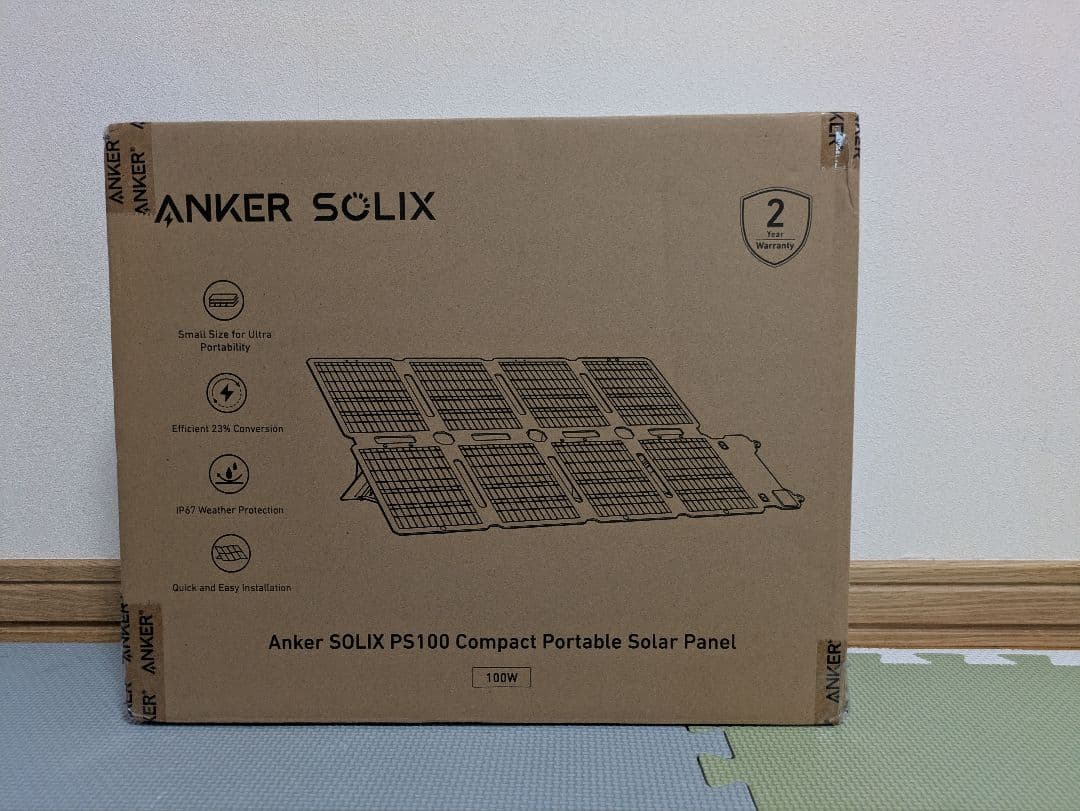 ANKER SOLIX
2
Year
Warranty
Small Size for Ultra
Portability
Efficient 23% Conversion
IP67 Weather Protection
Quick and Easy Installation
Anker SOLIX PS100 Compact Portable Solar Panel
100W
ANKER®
ANKER®
ANKER®
ANKER®